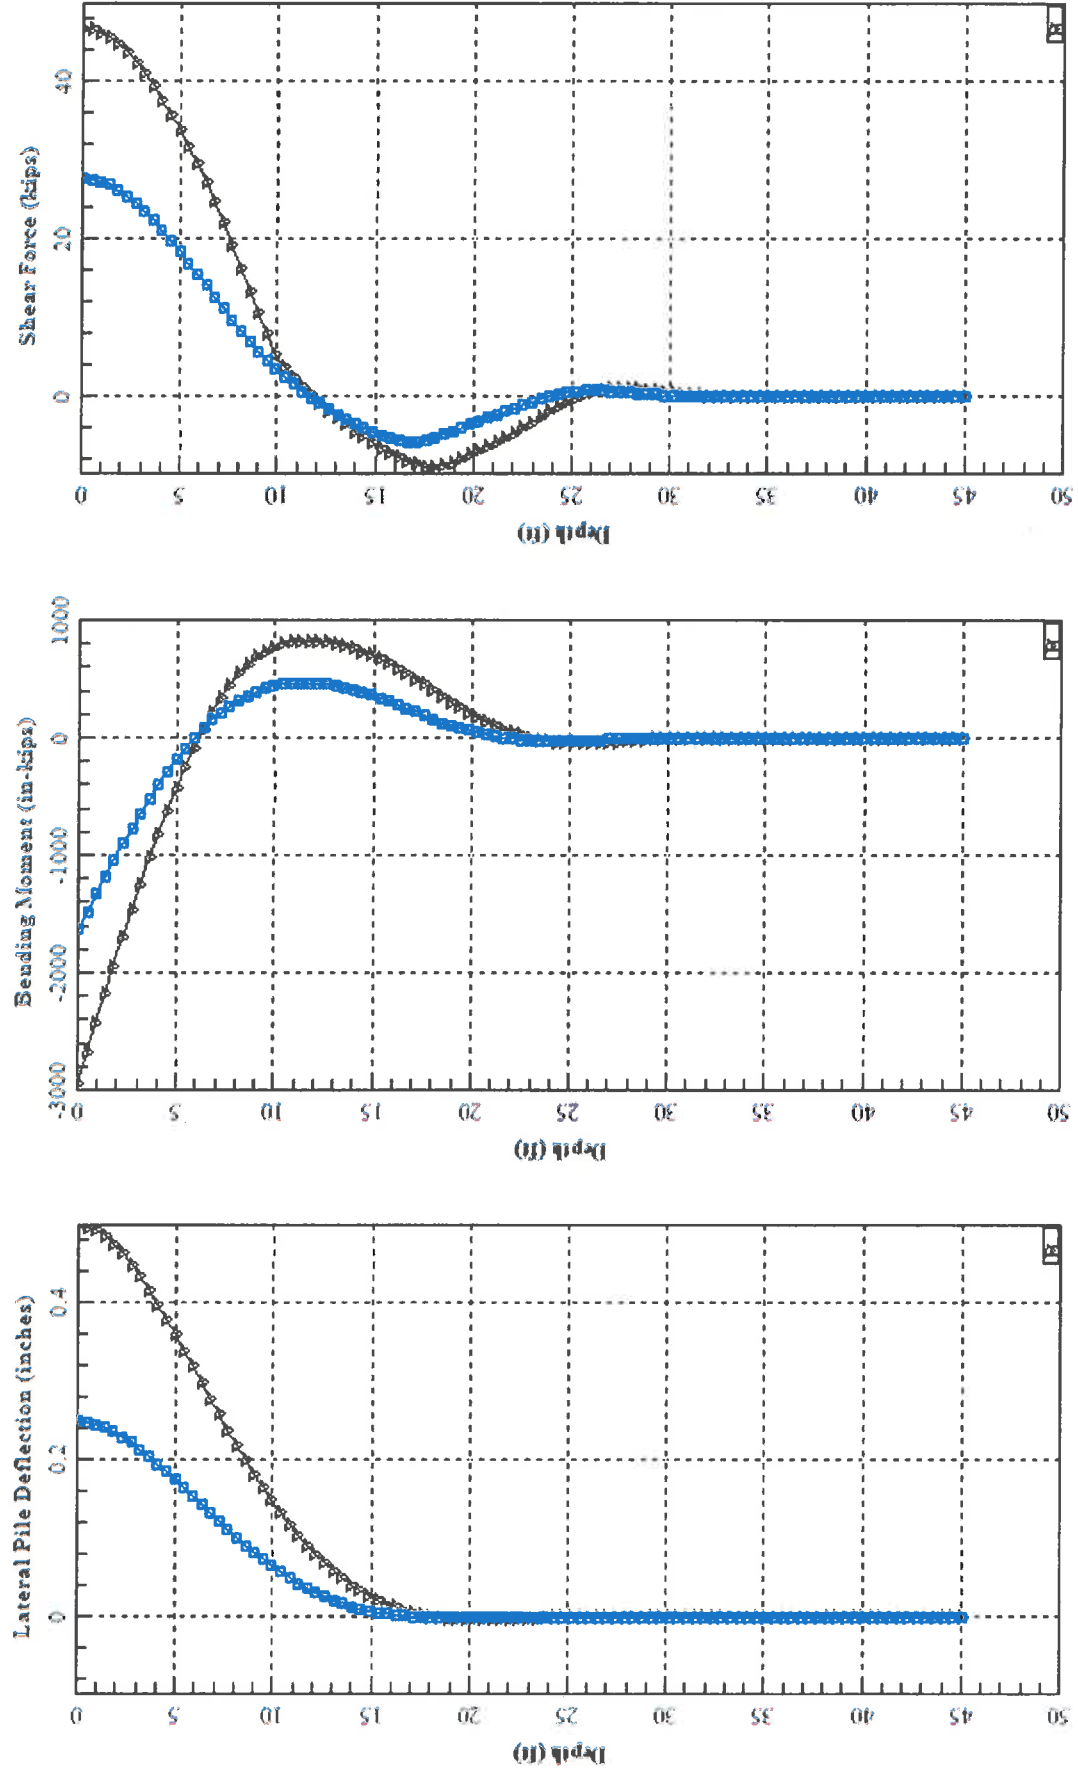 Shear Force (kips)
0 20 40
0 5 10 15 20 25 30 35 40 45 50
Depth (ft)
Bending Moment (in-kips)
-3000 -2000 -1000 0 1000
0 5 10 15 20 25 30 35 40 45 50
Depth (ft)
Lateral Pile Deflection (inches)
0 0.2 0.4
0 5 10 15 20 25 30 35 40 45 50
Depth (ft)